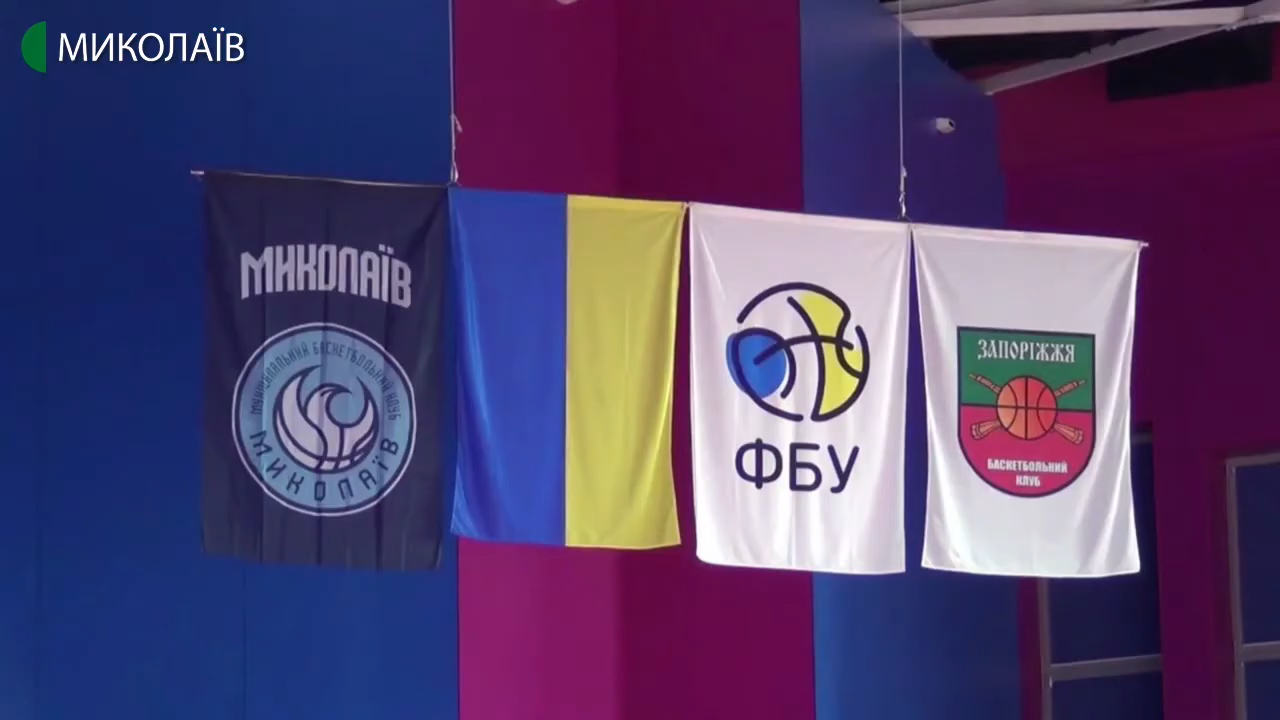 МИКОЛАЇВ
МИКОЛАЇВ
МУНІЦИПАЛЬНИЙ БАСКЕТБОЛЬНИЙ КЛУБ
МИКОЛАЇВ
ФБУ
ЗАПОРІЖЖЯ
БАСКЕТБОЛЬНИЙ
КЛУБ